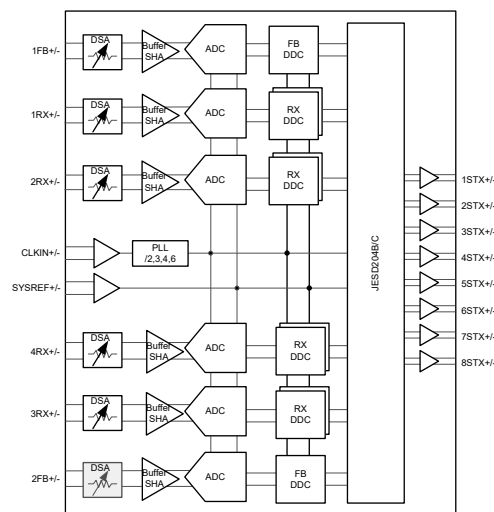 1FB+/-
DSA
Buffer
SHA
ADC
FB
DDC
1RX+/-
DSA
Buffer
SHA
ADC
RX
DDC
2RX+/-
DSA
Buffer
SHA
ADC
RX
DDC
CLKIN+/-
PLL
/2,3,4,6
SYSREF+/-
4RX+/-
DSA
Buffer
SHA
ADC
RX
DDC
3RX+/-
DSA
Buffer
SHA
ADC
RX
DDC
2FB+/-
DSA
Buffer
SHA
ADC
FB
DDC
JESD204B/C
1STX+/-
2STX+/-
3STX+/-
4STX+/-
5STX+/-
6STX+/-
7STX+/-
8STX+/-